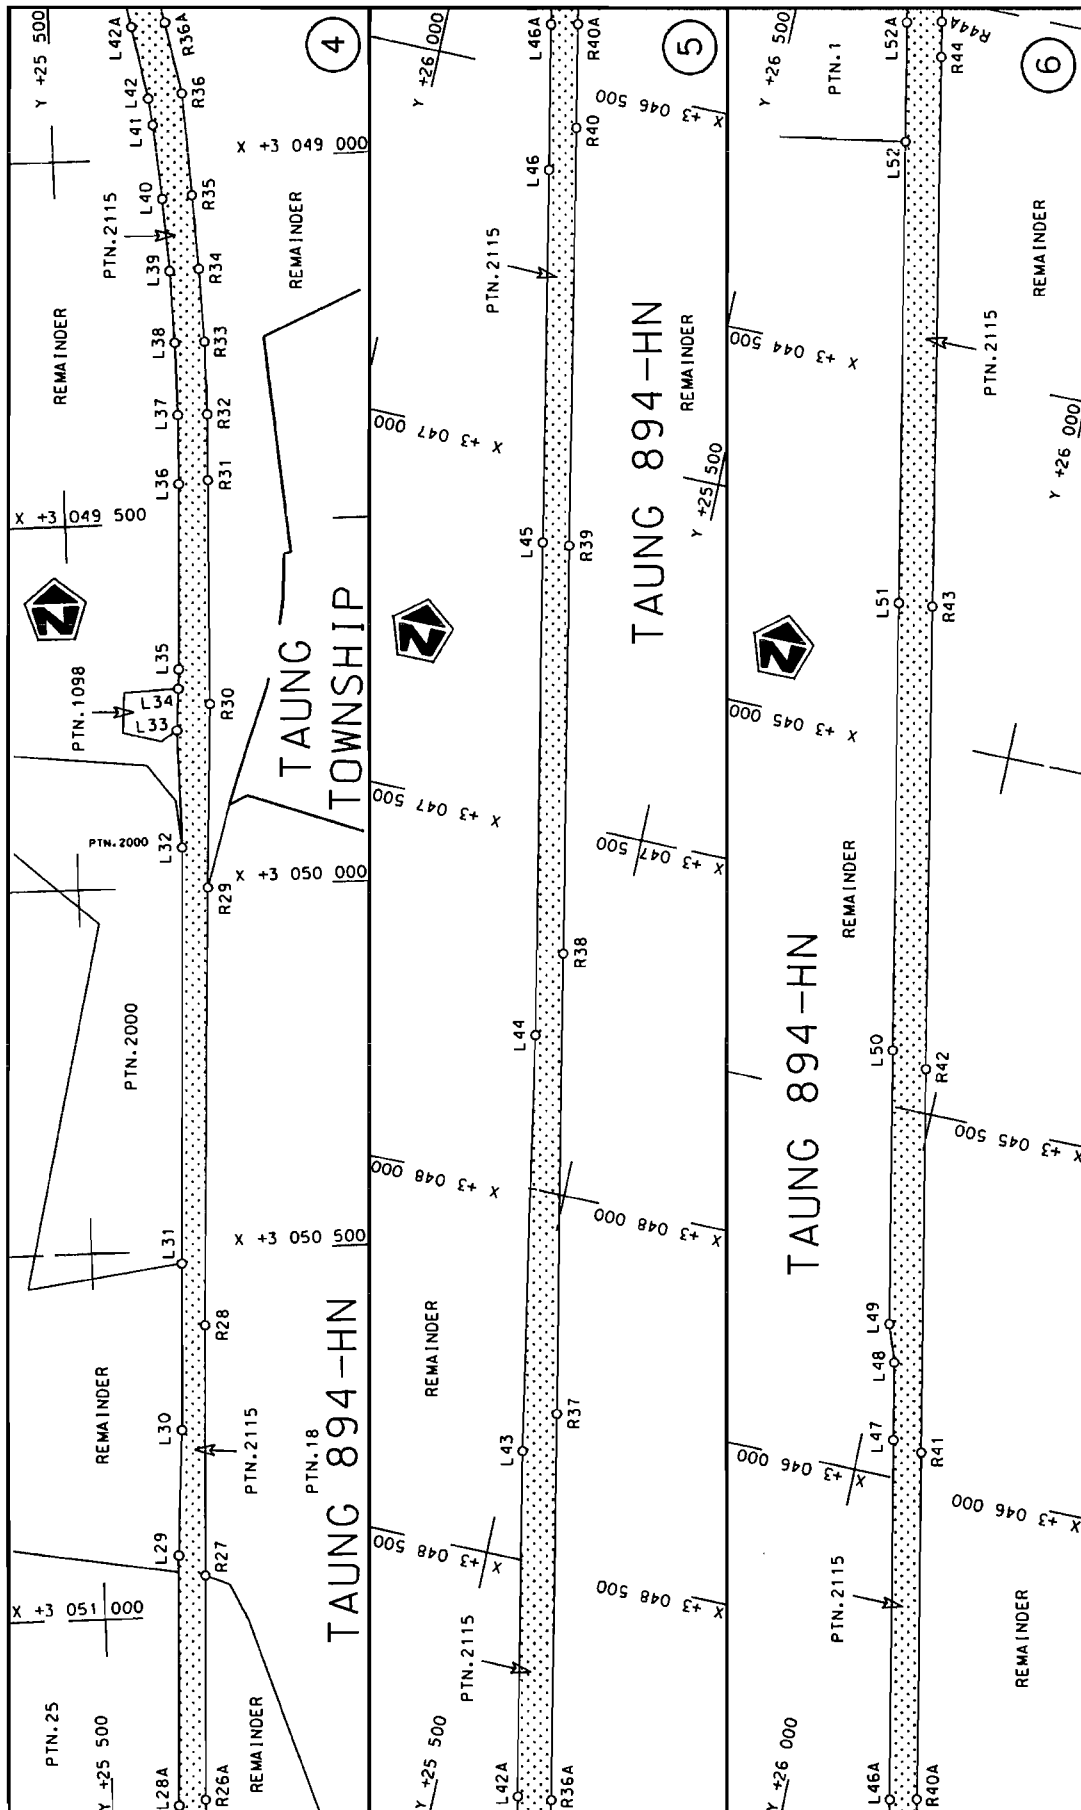 L42A
R36A
Y +25 500
4
L42
L41
R36
X +3 049 000
L40
R35
PTN.2115
REMAINDER
L39
R34
REMAINDER
L38
R33
L37
R32
L36
R31
X +3 049 500
N
TAUNG
TOWNSHIP
L35
L34
PTN.1098
R30
L33
PTN.2000
L32
X +3 050 000
R29
PTN.2000
L31
X +3 050 500
R28
REMAINDER
L30
PTN.2115
PTN.18
TAUNG 894-HN
L29
R27
X +3 051 000
PTN.25
Y +25 500
L28A
R26A
REMAINDER
L46A
R40A
Y +26 000
5
X +3 046 500
R40
L46
PTN.2115
X +3 047 000
REMAINDER
TAUNG 894-HN
Y +25 500
L45
R39
N
X +3 047 500
X +3 047 500
R38
L44
X +3 048 000
X +3 048 000
REMAINDER
R37
L43
X +3 048 500
X +3 048 500
PTN.2115
Y +25 500
L42A
R36A
L52A
R44A
R44
Y +26 500
PTN.1
6
L52
REMAINDER
X +3 044 500
PTN.2115
Y +26 000
L51
R43
N
X +3 045 000
REMAINDER
TAUNG 894-HN
L50
R42
X +3 045 500
L49
L48
L47
R41
X +3 046 000
X +3 046 000
PTN.2115
REMAINDER
Y +26 000
L46A
R40A